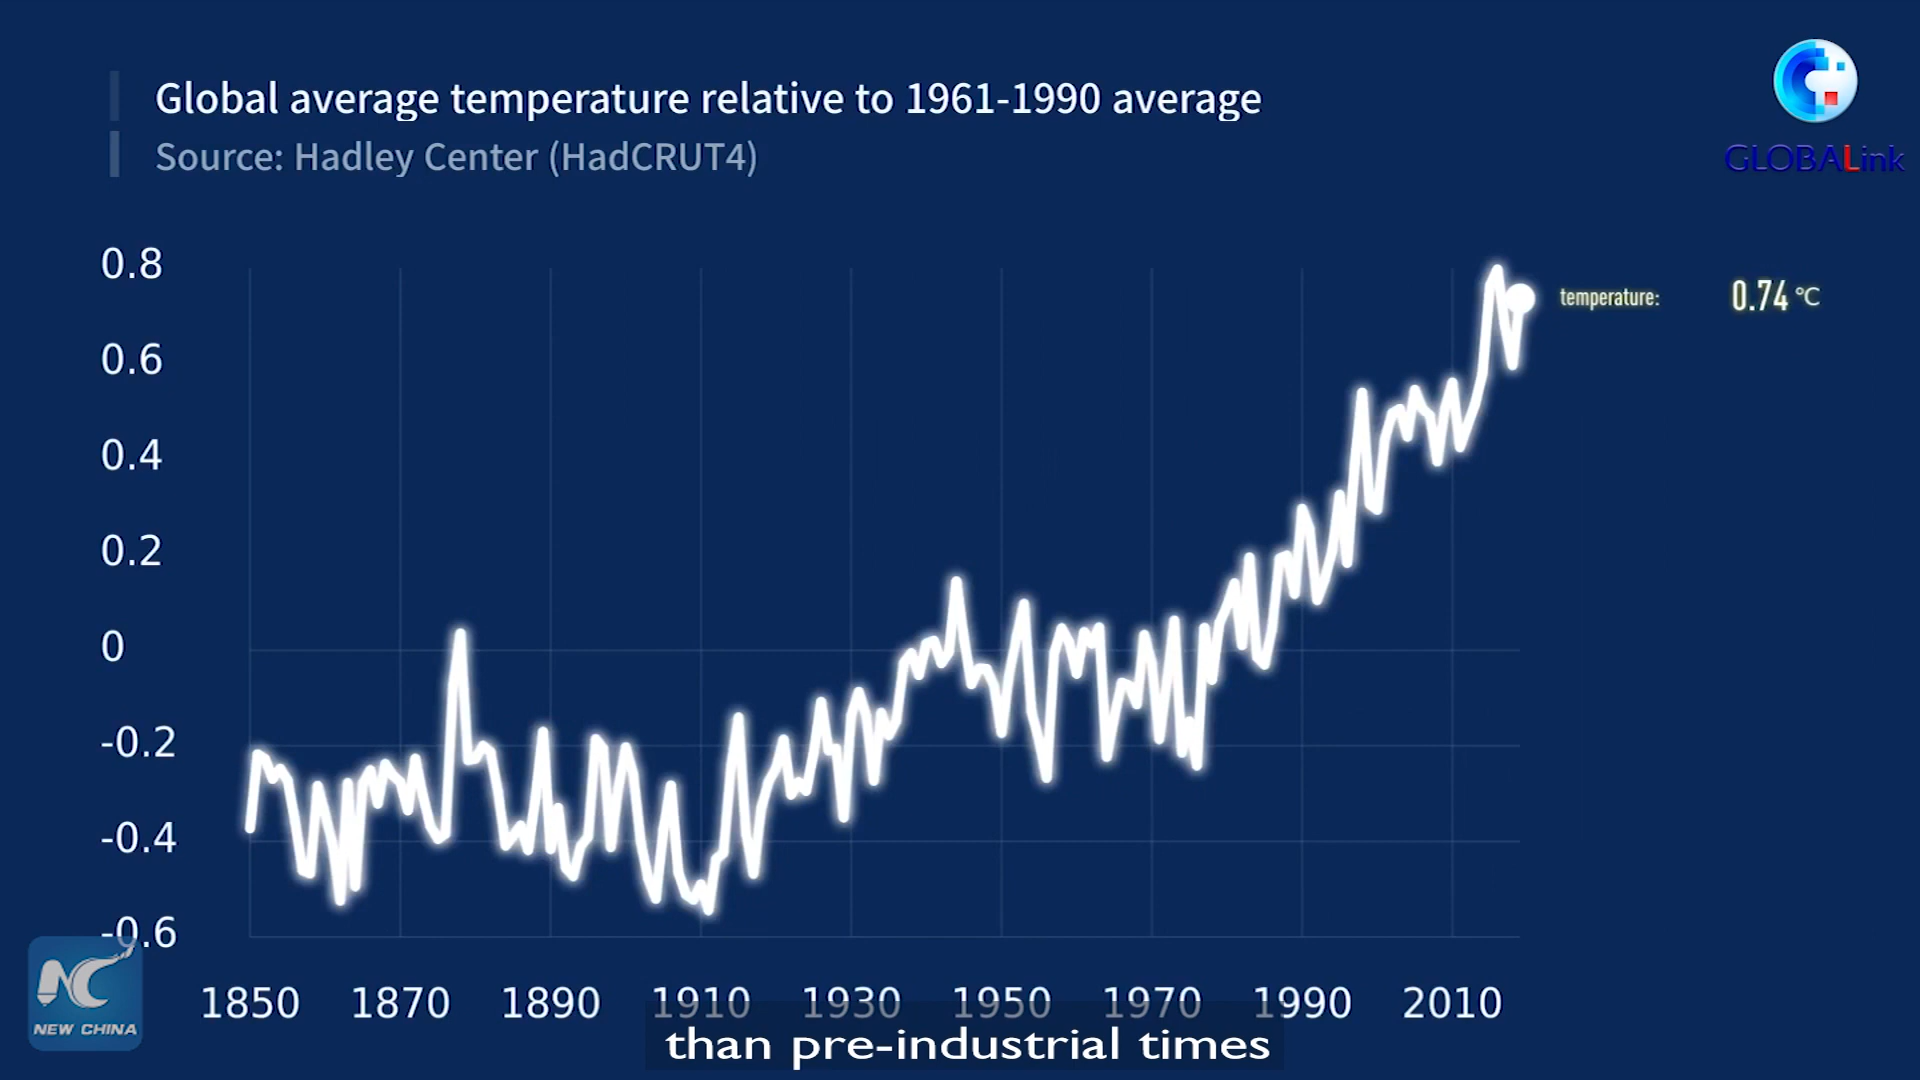 Global average temperature relative to 1961-1990 average
Source: Hadley Center (HadCRUT4)
GLOBALink
0.8
temperature: 0.74 °C
0.6
0.4
0.2
0
-0.2
-0.4
-0.6
1850 1870 1890 1910 1930 1950 1970 1990 2010
NC
NEW CHINA
than pre-industrial times